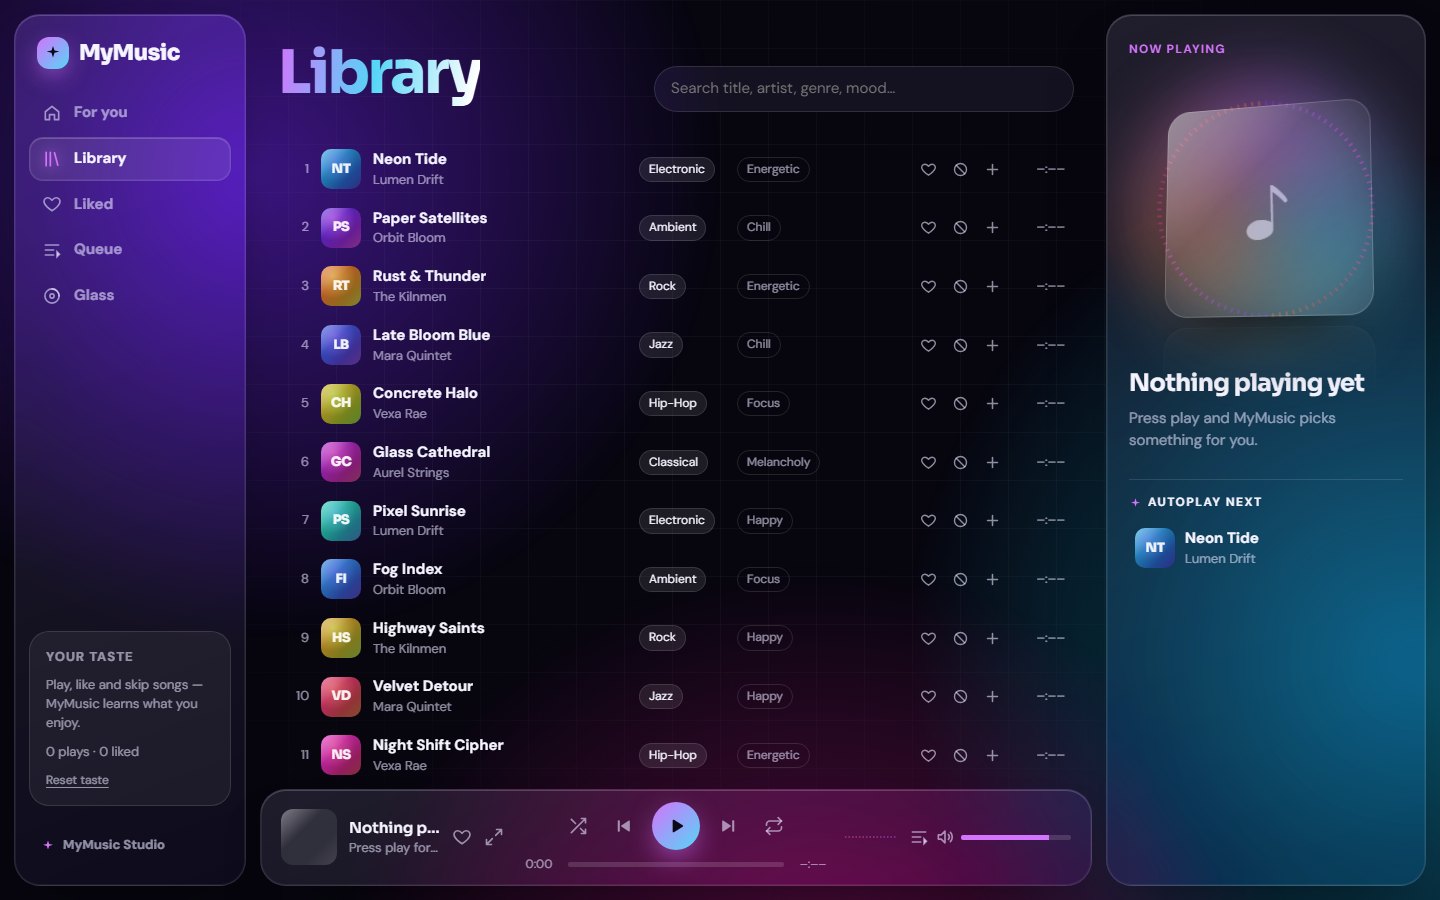 MyMusic
For you
Library
Liked
Queue
Glass
YOUR TASTE
Play, like and skip songs —
MyMusic learns what you
enjoy.
0 plays · 0 liked
Reset taste
MyMusic Studio
Library
Search title, artist, genre, mood...
1 NT Neon Tide Electronic Energetic –:––
Lumen Drift
2 PS Paper Satellites Ambient Chill –:––
Orbit Bloom
3 RT Rust & Thunder Rock Energetic –:––
The Kilnmen
4 LB Late Bloom Blue Jazz Chill –:––
Mara Quintet
5 CH Concrete Halo Hip-Hop Focus –:––
Vexa Rae
6 GC Glass Cathedral Classical Melancholy –:––
Aurel Strings
7 PS Pixel Sunrise Electronic Happy –:––
Lumen Drift
8 FI Fog Index Ambient Focus –:––
Orbit Bloom
9 HS Highway Saints Rock Happy –:––
The Kilnmen
10 VD Velvet Detour Jazz Happy –:––
Mara Quintet
11 NS Night Shift Cipher Hip-Hop Energetic –:––
Vexa Rae
Nothing p...
Press play for...
0:00 –:––
NOW PLAYING
Nothing playing yet
Press play and MyMusic picks
something for you.
AUTOPLAY NEXT
NT Neon Tide
Lumen Drift